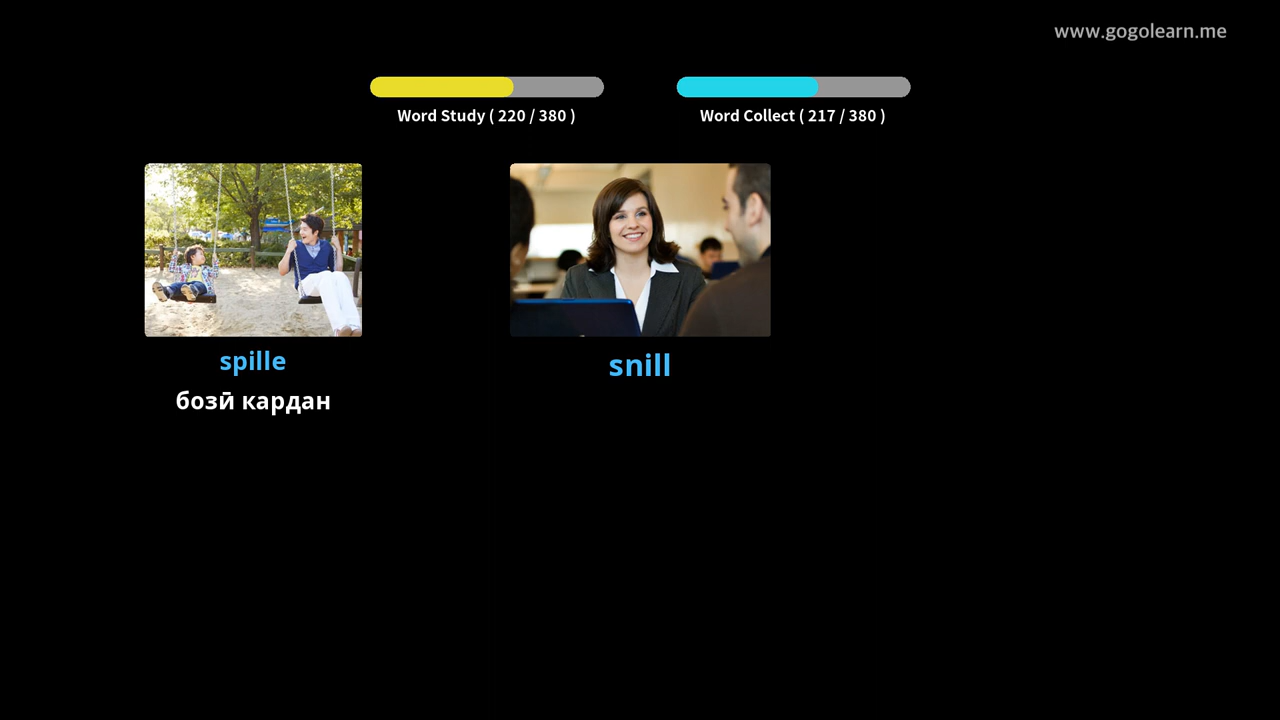 www.gogolearn.me
Word Study ( 220 / 380 )
Word Collect ( 217 / 380 )
spille
бозӣ кардан
snill